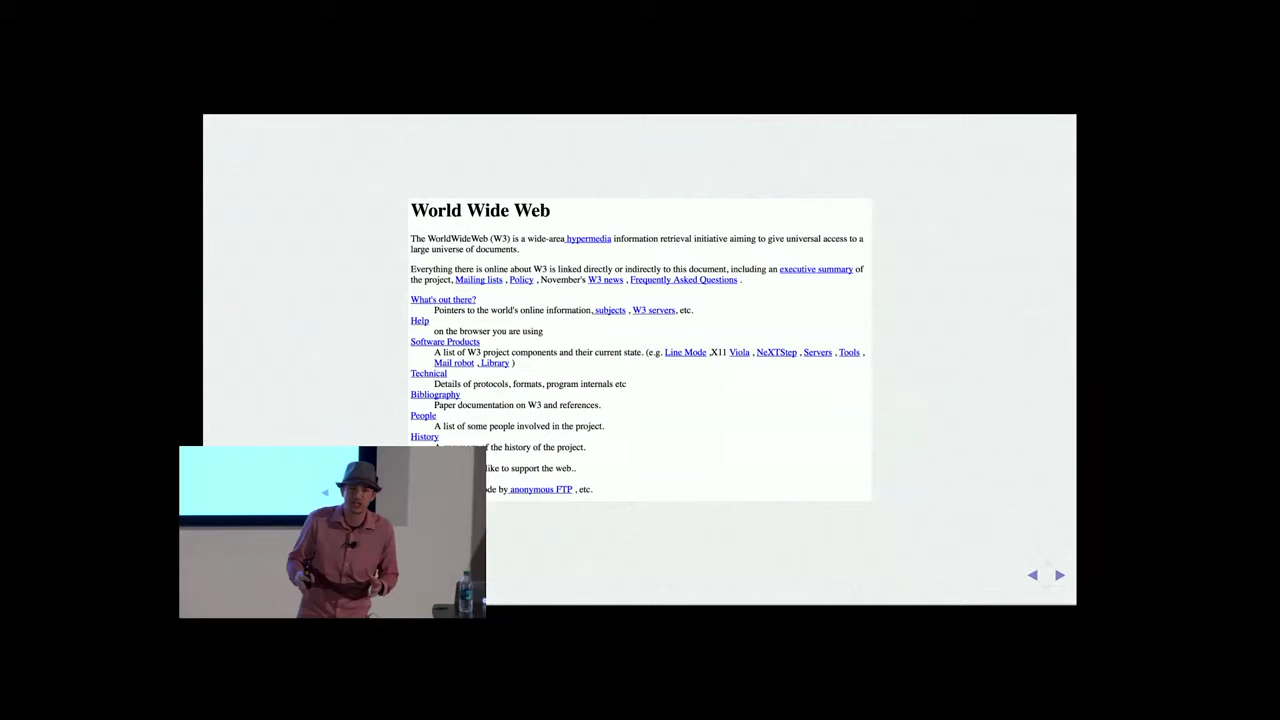 World Wide Web
The WorldWideWeb (W3) is a wide-area hypermedia information retrieval initiative aiming to give universal access to a
large universe of documents.
Everything there is online about W3 is linked directly or indirectly to this document, including an executive summary of
the project, Mailing lists , Policy , November's W3 news , Frequently Asked Questions .
What's out there?
Pointers to the world's online information, subjects , W3 servers, etc.
Help
on the browser you are using
Software Products
A list of W3 project components and their current state. (e.g. Line Mode ,X11 Viola , NeXTStep , Servers , Tools ,
Mail robot , Library )
Technical
Details of protocols, formats, program internals etc
Bibliography
Paper documentation on W3 and references.
People
A list of some people involved in the project.
History
of the history of the project.
like to support the web..
by anonymous FTP , etc.